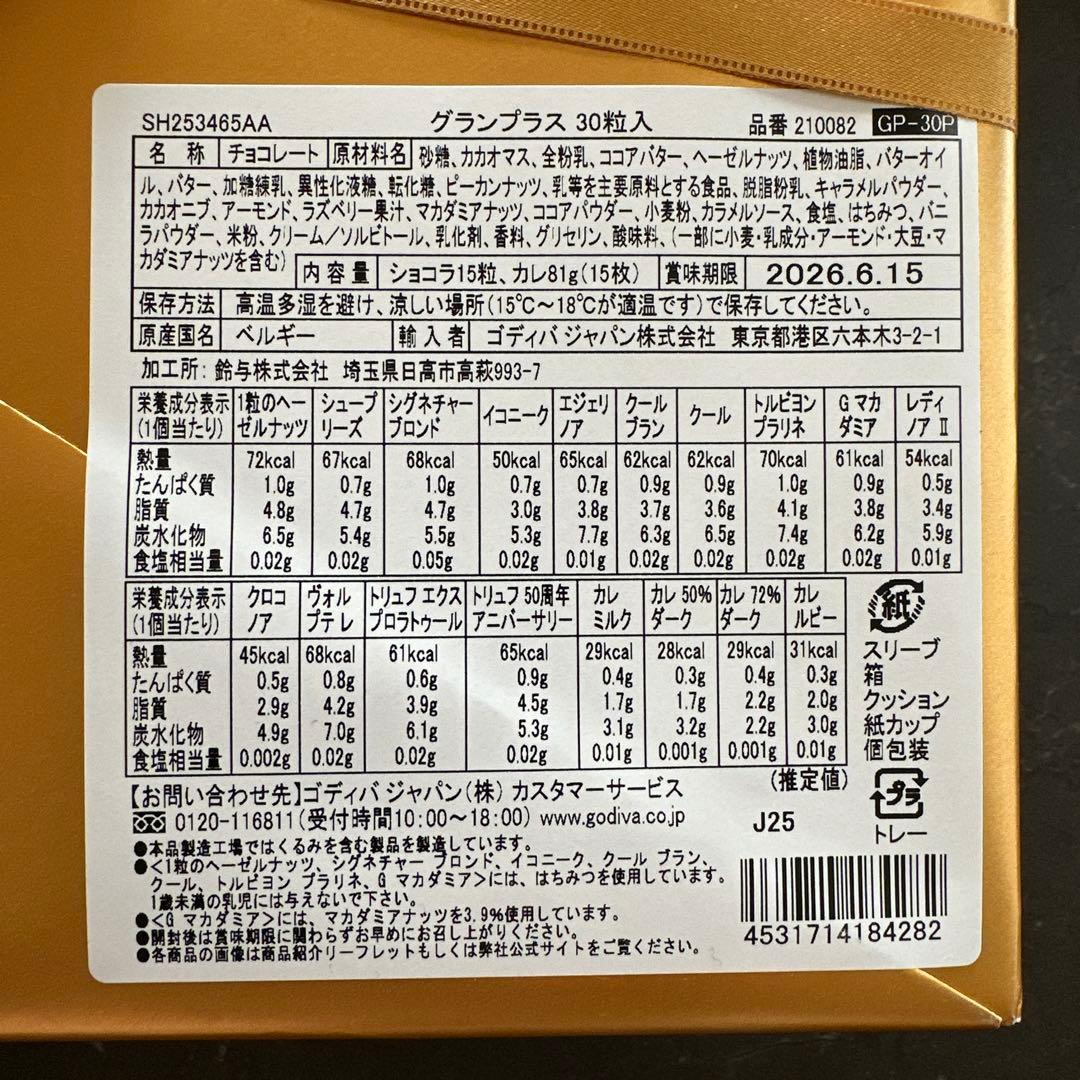 SH253465AA グランプラス 30粒入 品番 210082 GP-30P
名 称 チョコレート 原材料名 砂糖、カカオマス、全粉乳、ココアバター、ヘーゼルナッツ、植物油脂、バターオイ
ル、バター、加糖練乳、異性化液糖、転化糖、ピーカンナッツ、乳等を主要原料とする食品、脱脂粉乳、キャラメルパウダー、
カカオニブ、アーモンド、ラズベリー果汁、マカダミアナッツ、ココアパウダー、小麦粉、カラメルソース、食塩、はちみつ、バニ
ラパウダー、米粉、クリーム／ソルビトール、乳化剤、香料、グリセリン、酸味料、(一部に小麦・乳成分・アーモンド・大豆・マ
カダミアナッツを含む) 内 容 量 ショコラ15粒、カレ81g(15枚) 賞味期限 2026.6.15
保存方法 高温多湿を避け、涼しい場所(15℃～18℃が適温です)で保存してください。
原産国名 ベルギー 輸 入 者 ゴディバ ジャパン株式会社 東京都港区六本木3-2-1
加工所: 鈴与株式会社 埼玉県日高市高萩993-7
栄養成分表示 1粒のヘー シュープ シグネチャー イコニーク エジェリ クール クール トルビヨン G マカ レディ
(1個当たり) ゼルナッツ リーズ ブロンド ノア ブラン プラリネ ダミア ノア Ⅱ
熱量 72kcal 67kcal 68kcal 50kcal 65kcal 62kcal 62kcal 70kcal 61kcal 54kcal
たんぱく質 1.0g 0.7g 1.0g 0.7g 0.7g 0.9g 0.9g 1.0g 0.9g 0.5g
脂質 4.8g 4.7g 4.7g 3.0g 3.8g 3.7g 3.6g 4.1g 3.8g 3.4g
炭水化物 6.5g 5.4g 5.5g 5.3g 7.7g 6.3g 6.5g 7.4g 6.2g 5.9g
食塩相当量 0.02g 0.02g 0.05g 0.02g 0.01g 0.02g 0.02g 0.02g 0.02g 0.01g
栄養成分表示 クロコ ヴォル トリュフ エクス トリュフ 50周年 カレ カレ 50% カレ 72% カレ
(1個当たり) ノア プテ レ プロラトゥール アニバーサリー ミルク ダーク ダーク ルビー
熱量 45kcal 68kcal 61kcal 65kcal 29kcal 28kcal 29kcal 31kcal
たんぱく質 0.5g 0.8g 0.6g 0.9g 0.4g 0.3g 0.4g 0.3g
脂質 2.9g 4.2g 3.9g 4.5g 1.7g 1.7g 2.2g 2.0g
炭水化物 4.9g 7.0g 6.1g 5.3g 3.1g 3.2g 2.2g 3.0g
食塩相当量 0.002g 0.02g 0.02g 0.02g 0.01g 0.001g 0.001g 0.01g
(推定値)
紙
スリーブ
箱
クッション
紙カップ
個包装
プラ
トレー
【お問い合わせ先】ゴディバ ジャパン(株) カスタマーサービス
0120-116811(受付時間10:00～18:00) www.godiva.co.jp J25
●本品製造工場ではくるみを含む製品を製造しています。
●<1粒のヘーゼルナッツ、シグネチャー ブロンド、イコニーク、クール ブラン、
クール、トルビヨン プラリネ、G マカダミア>には、はちみつを使用しています。
1歳未満の乳児には与えないで下さい。
●<G マカダミア>には、マカダミアナッツを3.9%使用しています。
●開封後は賞味期限に関わらずお早めにお召し上がりください。
●各商品の画像は商品紹介リーフレットもしくは弊社公式サイトをご覧ください。
4531714184282